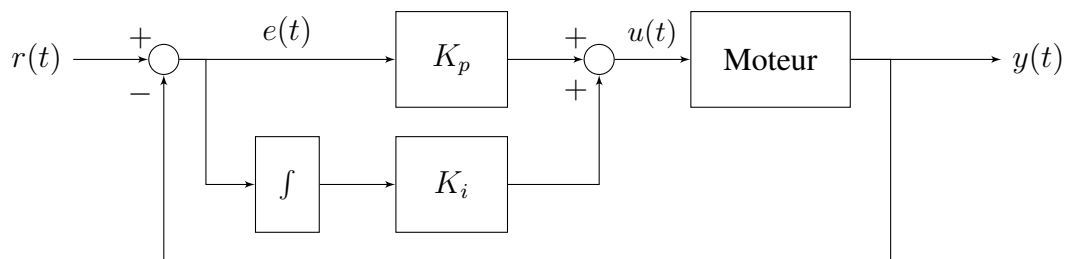 r(t) + − e(t) K_p + + u(t) Moteur y(t)
∫ K_i